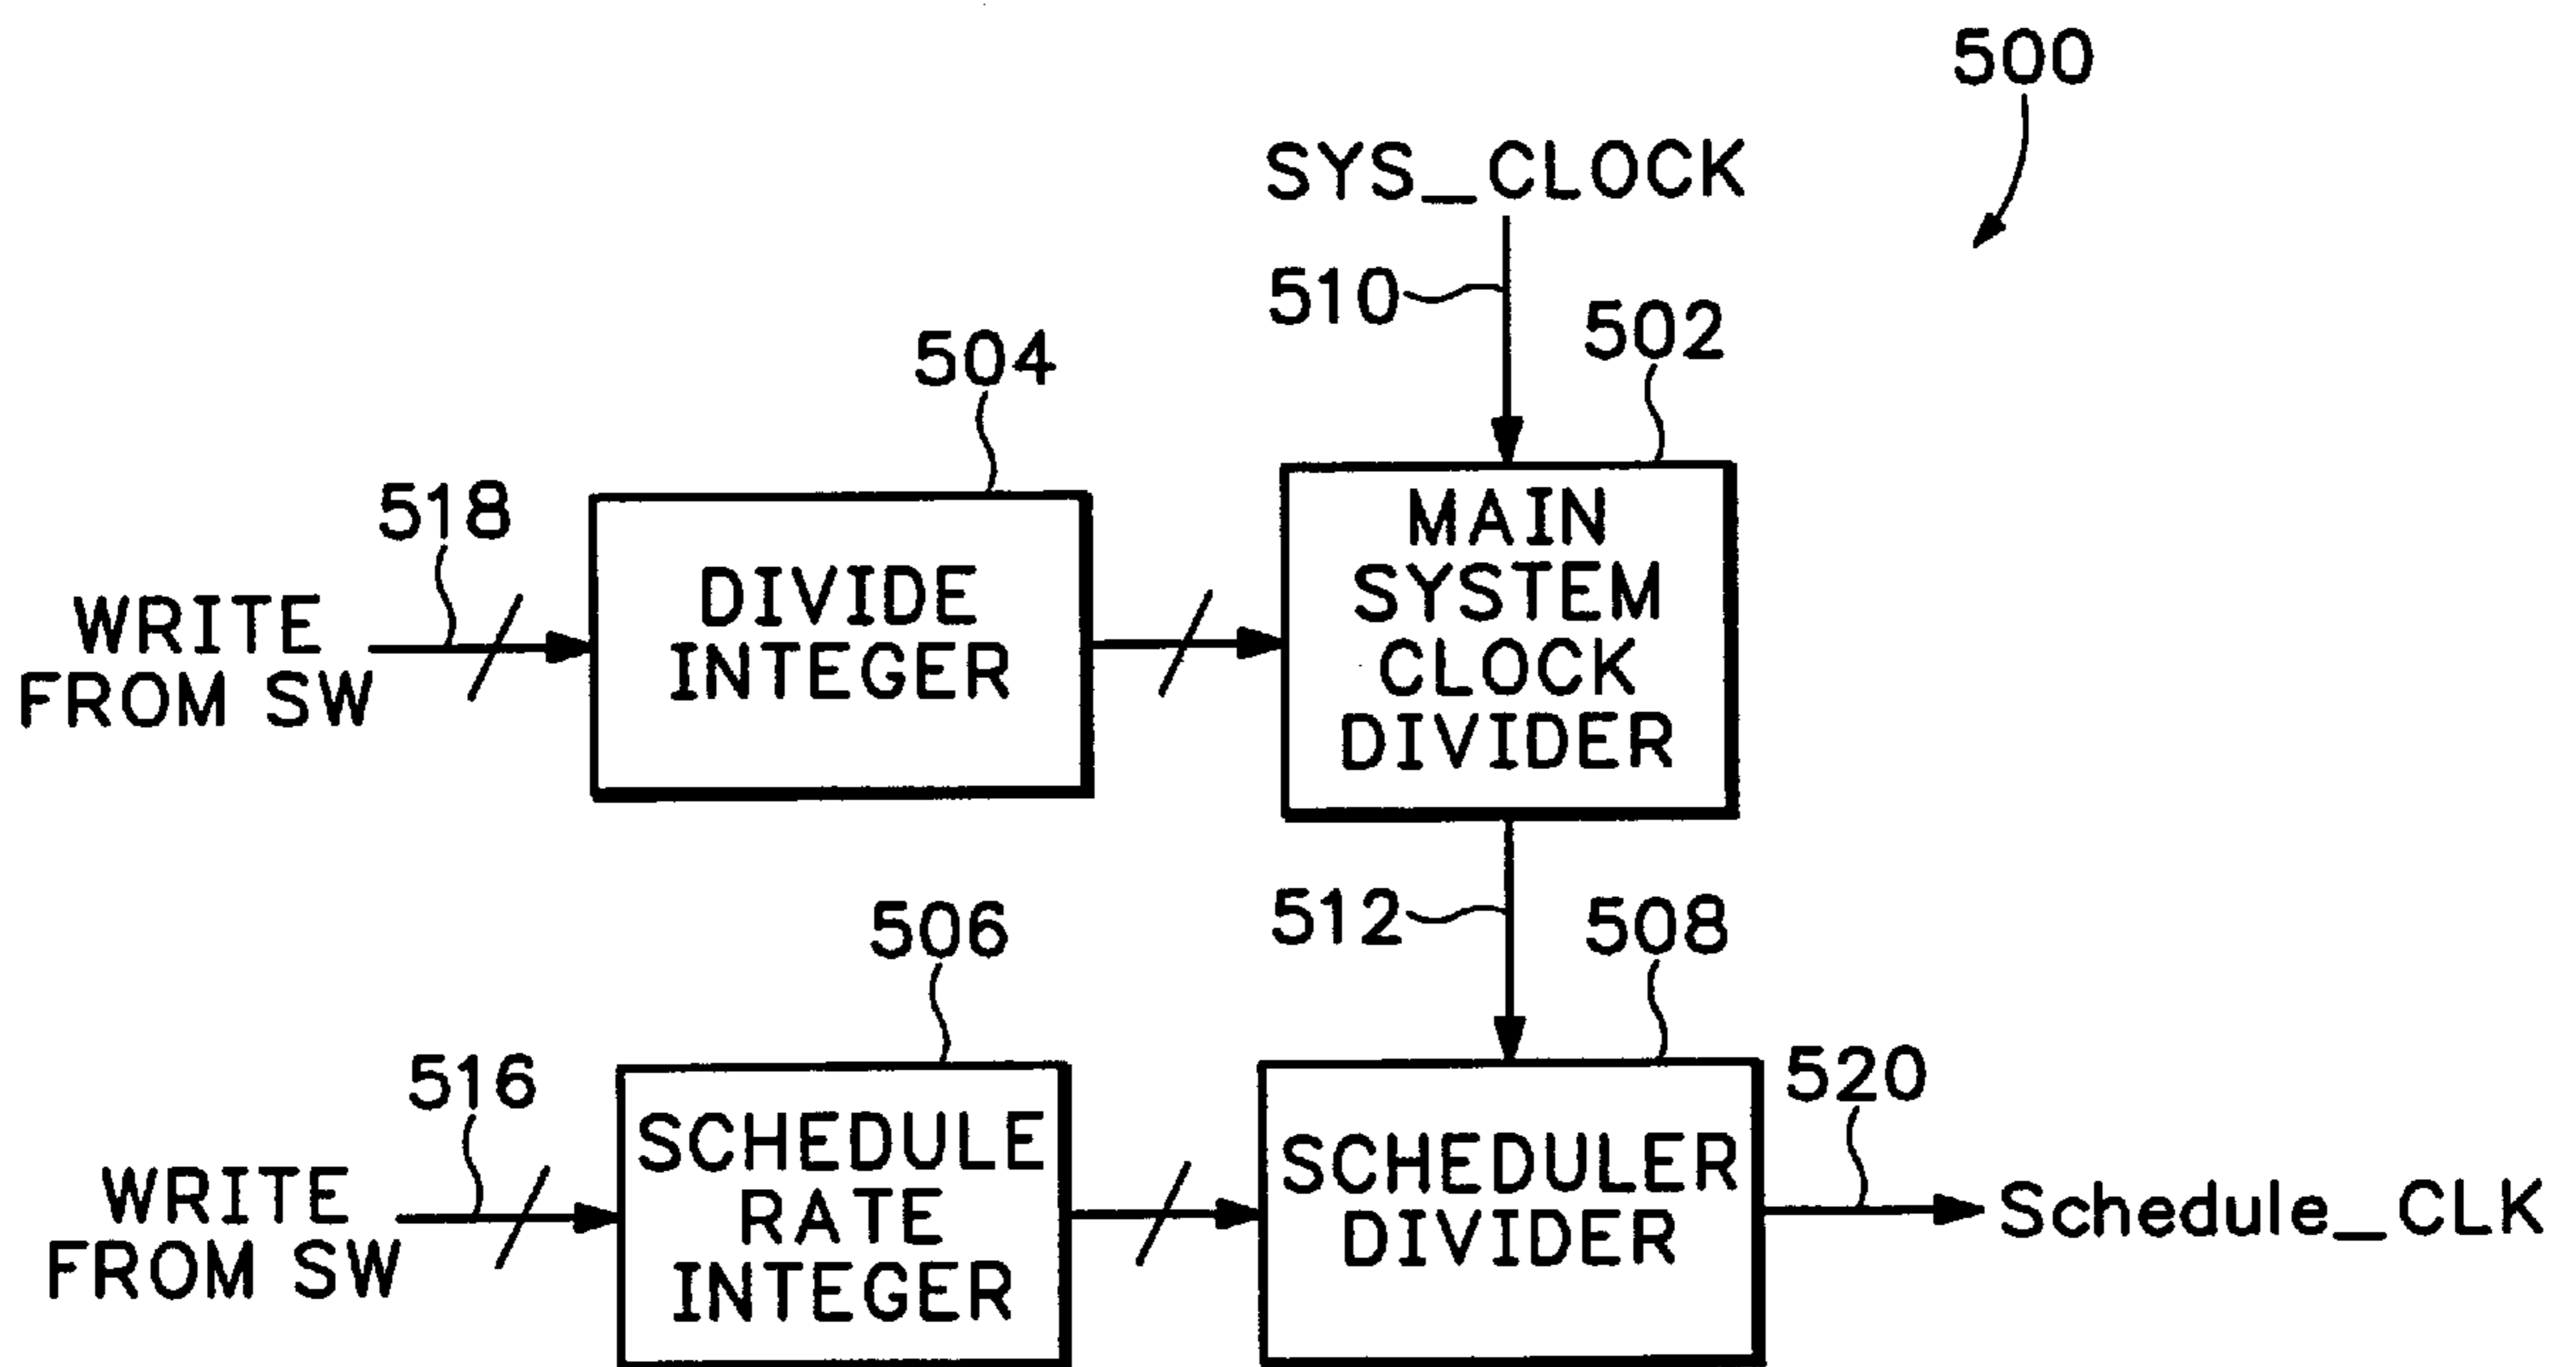 500
SYS_CLOCK
510
502
504
518
WRITE
FROM SW
DIVIDE
INTEGER
MAIN
SYSTEM
CLOCK
DIVIDER
512
508
506
516
520
WRITE
FROM SW
SCHEDULE
RATE
INTEGER
SCHEDULER
DIVIDER
Schedule_CLK